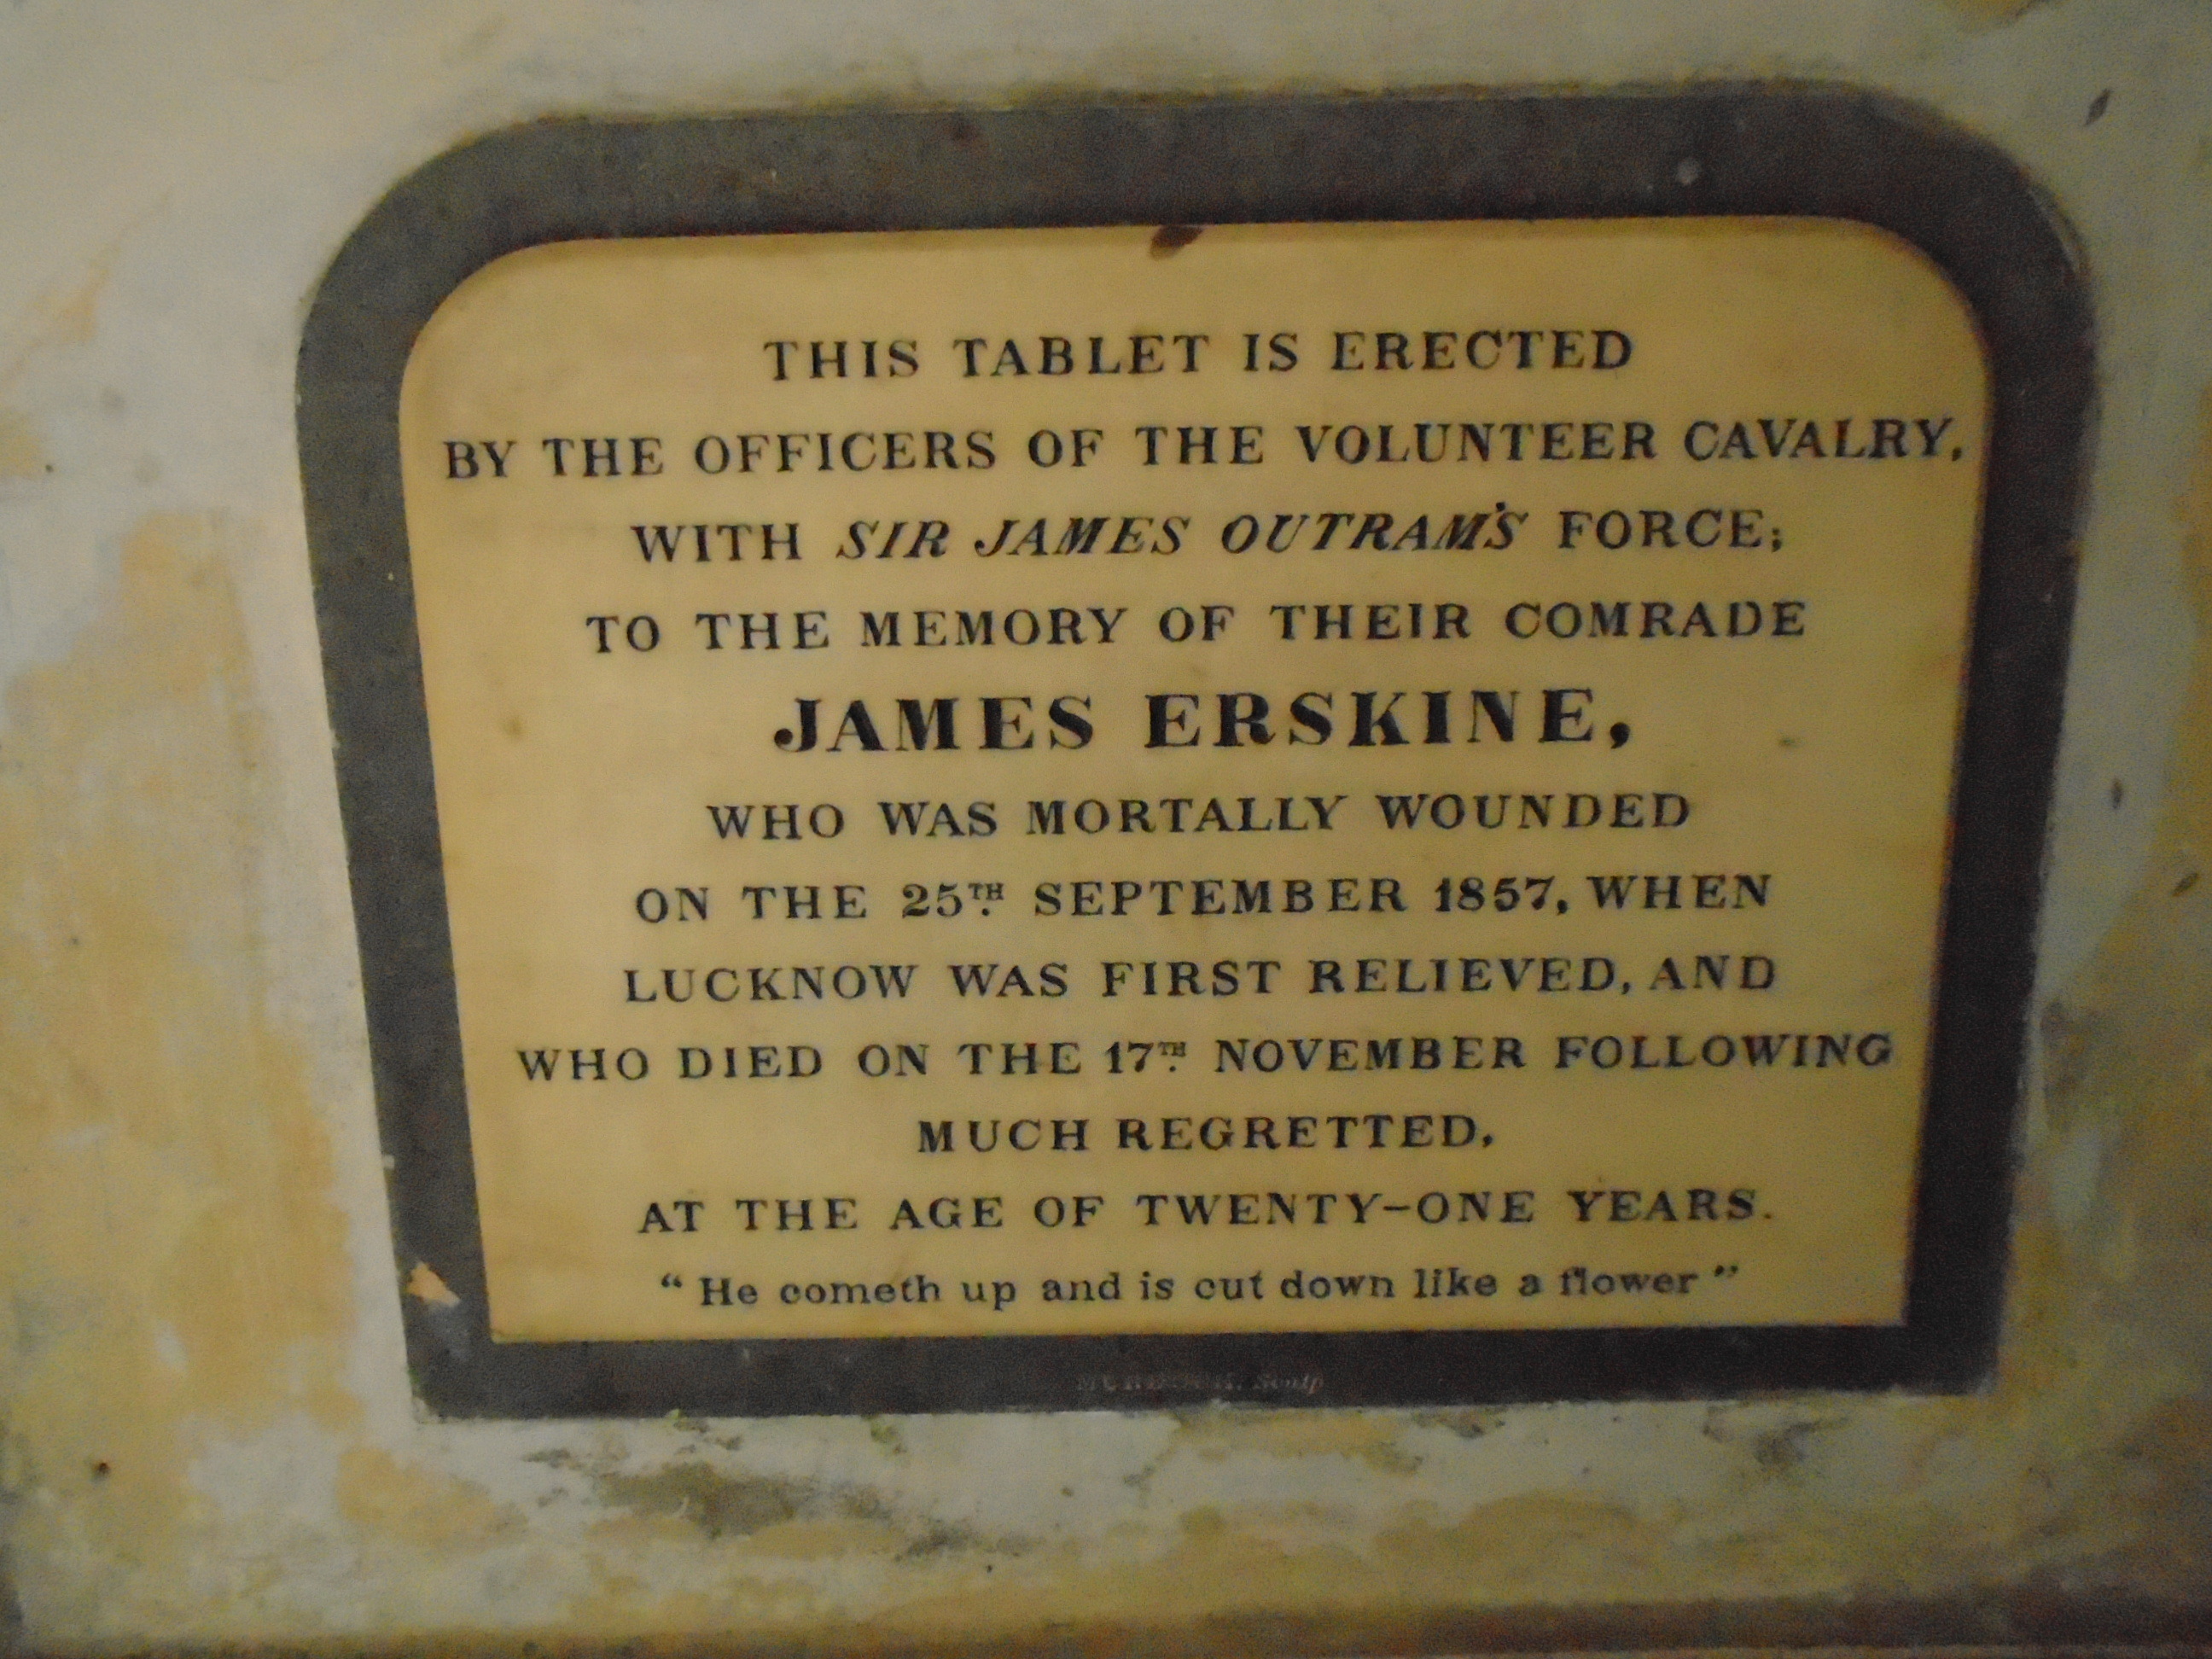 THIS TABLET IS ERECTED
BY THE OFFICERS OF THE VOLUNTEER CAVALRY,
WITH SIR JAMES OUTRAM'S FORCE;
TO THE MEMORY OF THEIR COMRADE
JAMES ERSKINE,
WHO WAS MORTALLY WOUNDED
ON THE 25TH SEPTEMBER 1857, WHEN
LUCKNOW WAS FIRST RELIEVED, AND
WHO DIED ON THE 17TH NOVEMBER FOLLOWING
MUCH REGRETTED,
AT THE AGE OF TWENTY-ONE YEARS.
“He cometh up and is cut down like a flower”
Sculp